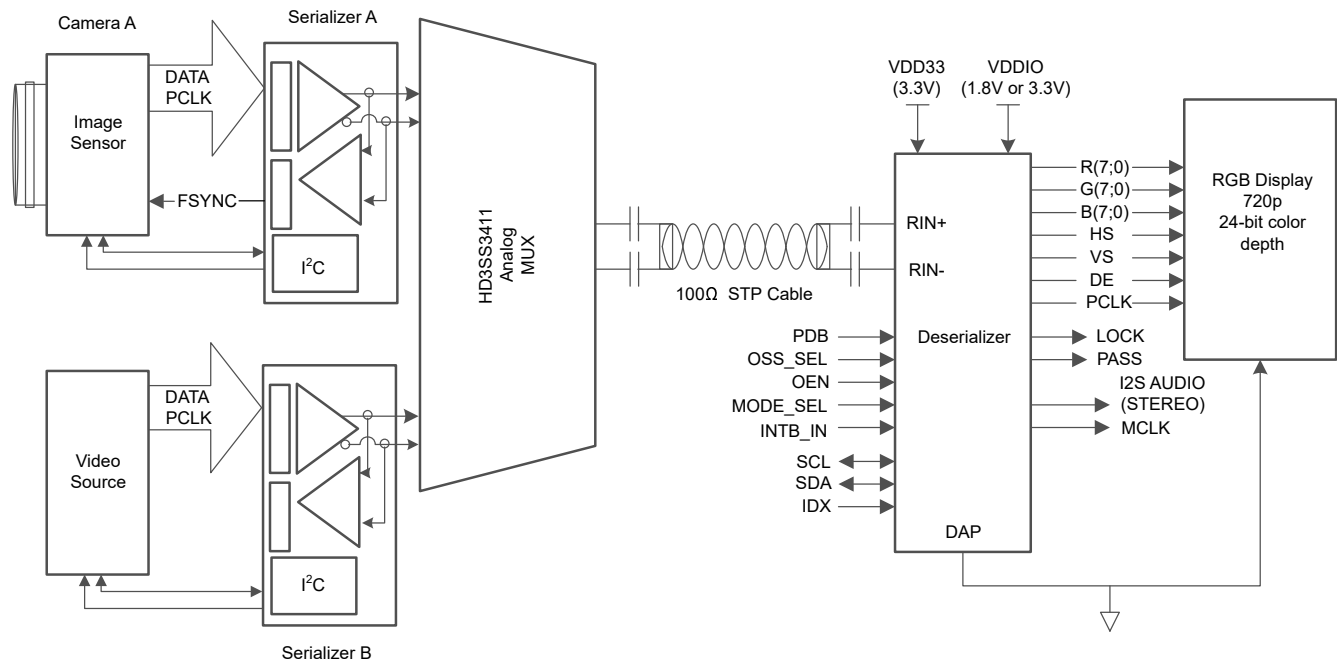 Camera A
Serializer A
DATA
PCLK
Image
Sensor
FSYNC
I²C
HD3SS3411
Analog
MUX
100Ω STP Cable
VDD33
(3.3V)
VDDIO
(1.8V or 3.3V)
RIN+
RIN-
Deserializer
DAP
PDB
OSS_SEL
OEN
MODE_SEL
INTB_IN
SCL
SDA
IDX
R(7;0)
G(7;0)
B(7;0)
HS
VS
DE
PCLK
LOCK
PASS
I2S AUDIO
(STEREO)
MCLK
RGB Display
720p
24-bit color
depth
DATA
PCLK
Video
Source
I²C
Serializer B